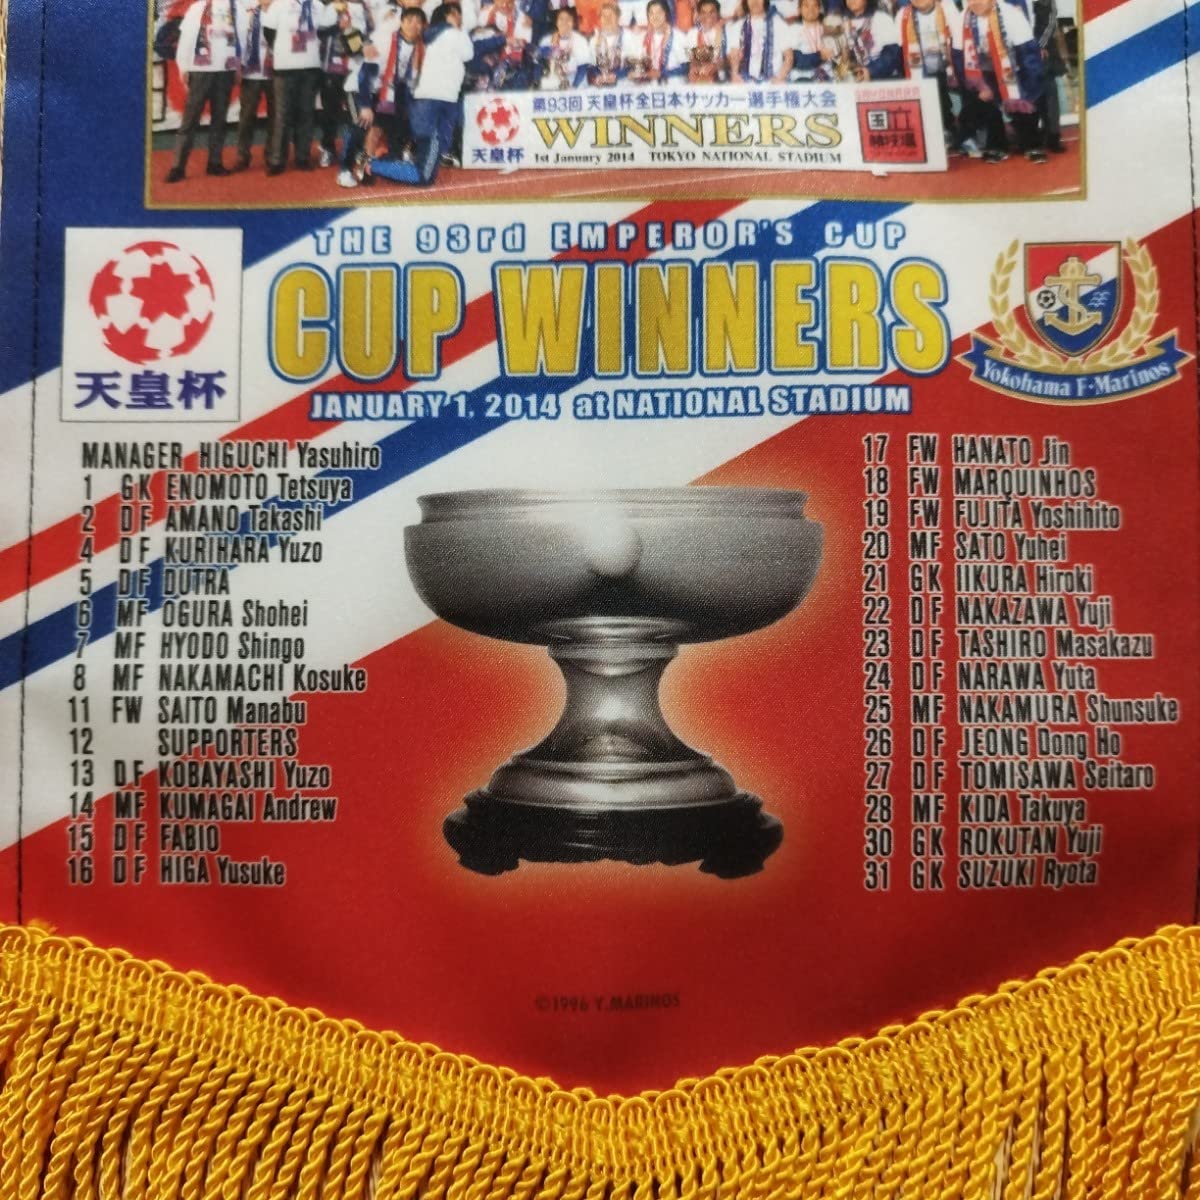 第93回 天皇杯全日本サッカー選手権大会
WINNERS
天皇杯
1st January 2014 TOKYO NATIONAL STADIUM
国立
競技場
THE 93rd EMPEROR'S CUP
CUP WINNERS
JANUARY 1, 2014 at NATIONAL STADIUM
天皇杯
Yokohama F・Marinos
MANAGER HIGUCHI Yasuhiro
1 GK ENOMOTO Tetsuya
2 DF AMANO Takashi
4 DF KURIHARA Yuzo
5 DF DUTRA
6 MF OGURA Shohei
7 MF HYODO Shingo
8 MF NAKAMACHI Kosuke
11 FW SAITO Manabu
12 SUPPORTERS
13 DF KOBAYASHI Yuzo
14 MF KUMAGAI Andrew
15 DF FABIO
16 DF HIGA Yusuke
17 FW HANATO Jin
18 FW MARQUINHOS
19 FW FUJITA Yoshihito
20 MF SATO Yuhei
21 GK IIKURA Hiroki
22 DF NAKAZAWA Yuji
23 DF TASHIRO Masakazu
24 DF NARAWA Yuta
25 MF NAKAMURA Shunsuke
26 DF JEONG Dong Ho
27 DF TOMISAWA Seitaro
28 MF KIDA Takuya
30 GK ROKUTAN Yuji
31 GK SUZUKI Ryota
©1996 Y.MARINOS